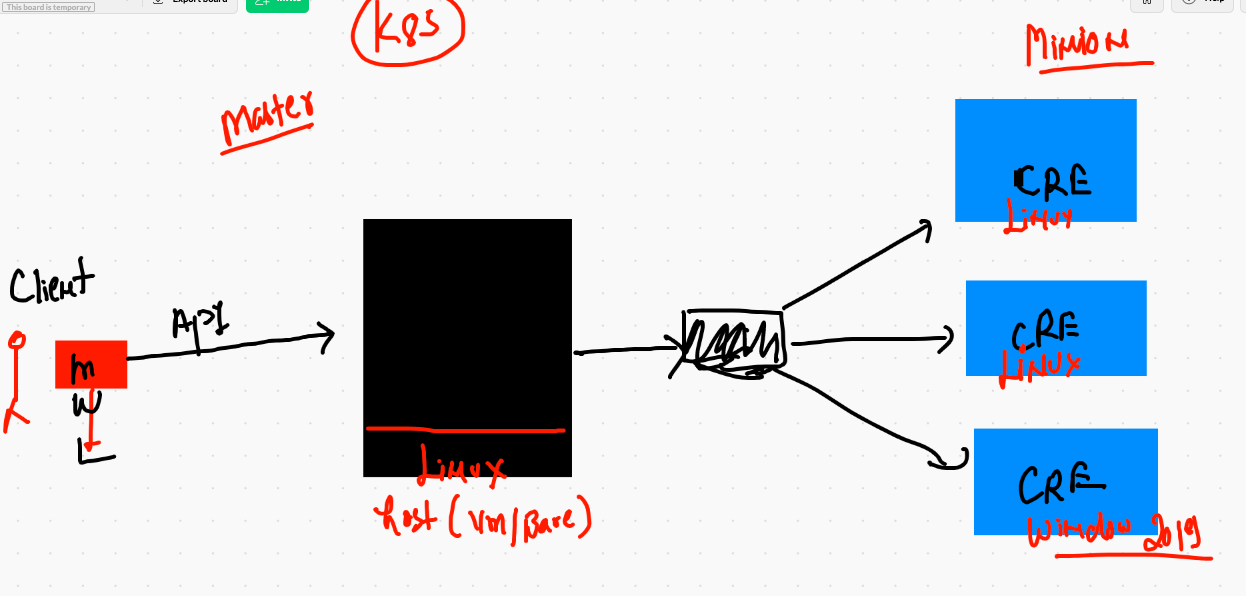 This board is temporary
Export board
Invite
Help
K8S
Minion
Master
CRE
Linux
Client
API
CRE
Linux
M
W
L
Linux
host (VM/Bare)
CRE
Window 2019